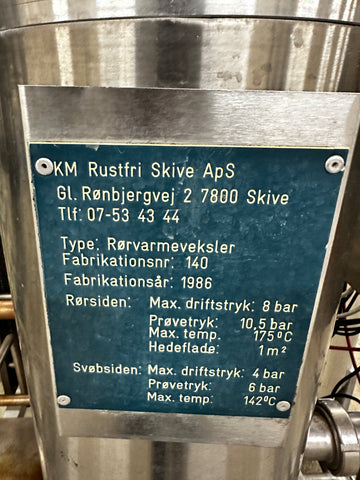 KM Rustfri Skive ApS
Gl. Rønbjergvej 2 7800 Skive
Tlf: 07-53 43 44
Type: Rørvarmeveksler
Fabrikationsnr: 140
Fabrikationsår: 1986
Rørsiden: Max. driftstryk: 8 bar
Prøvetryk: 10,5 bar
Max. temp. 175°C
Hedeflade: 1 m²
Svøbsiden: Max. driftstryk: 4 bar
Prøvetryk: 6 bar
Max. temp: 142°C